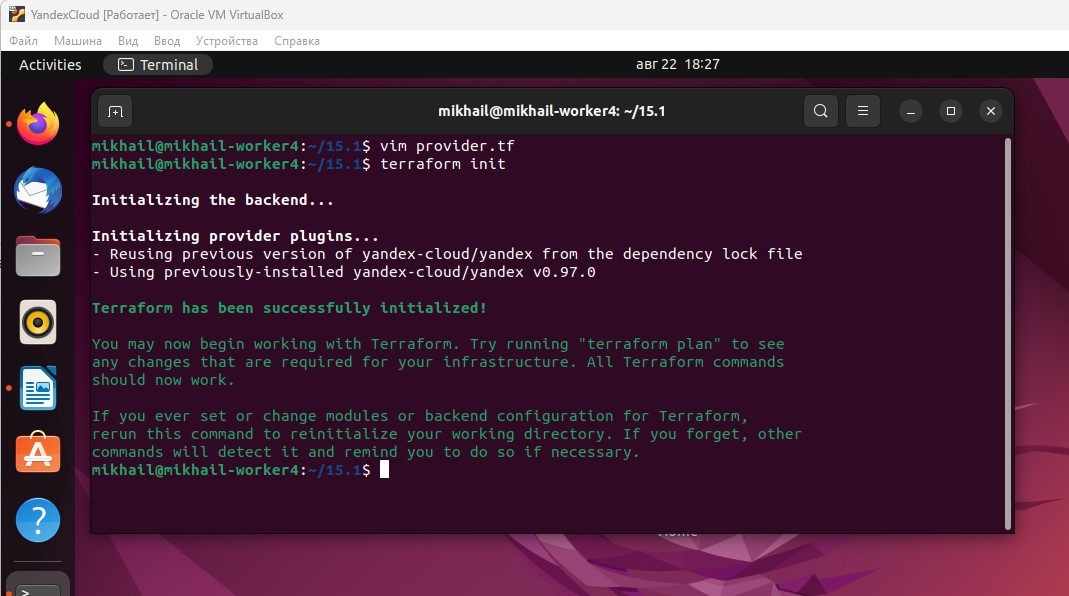 YandexCloud [Работает] - Oracle VM VirtualBox
Файл Машина Вид Ввод Устройства Справка
Activities Terminal авг 22 18:27
mikhail@mikhail-worker4: ~/15.1
mikhail@mikhail-worker4:~/15.1$ vim provider.tf
mikhail@mikhail-worker4:~/15.1$ terraform init
Initializing the backend...
Initializing provider plugins...
- Reusing previous version of yandex-cloud/yandex from the dependency lock file
- Using previously-installed yandex-cloud/yandex v0.97.0
Terraform has been successfully initialized!
You may now begin working with Terraform. Try running "terraform plan" to see
any changes that are required for your infrastructure. All Terraform commands
should now work.
If you ever set or change modules or backend configuration for Terraform,
rerun this command to reinitialize your working directory. If you forget, other
commands will detect it and remind you to do so if necessary.
mikhail@mikhail-worker4:~/15.1$
Home